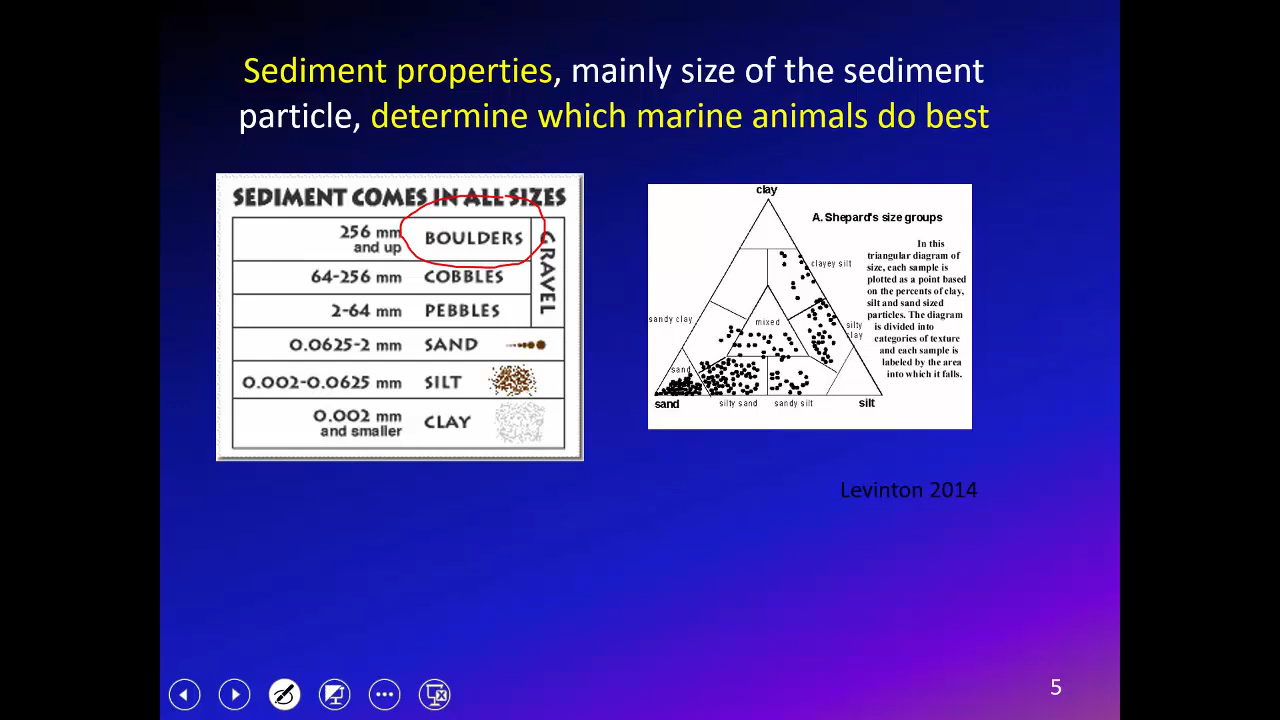 Sediment properties, mainly size of the sediment
particle, determine which marine animals do best
SEDIMENT COMES IN ALL SIZES
256 mm
and up
BOULDERS
64-256 mm COBBLES
2-64 mm PEBBLES
GRAVEL
0.0625-2 mm SAND
0.002-0.0625 mm SILT
0.002 mm
and smaller
CLAY
clay
A. Shepard's size groups
In this
triangular diagram of
size, each sample is
plotted as a point based
on the percents of clay,
silt and sand sized
particles. The diagram
is divided into
categories of texture
and each sample is
labeled by the area
into which it falls.
clayey silt
sandy clay
mixed
silty
clay
sand
sand
silty sand
sandy silt
silt
Levinton 2014
5